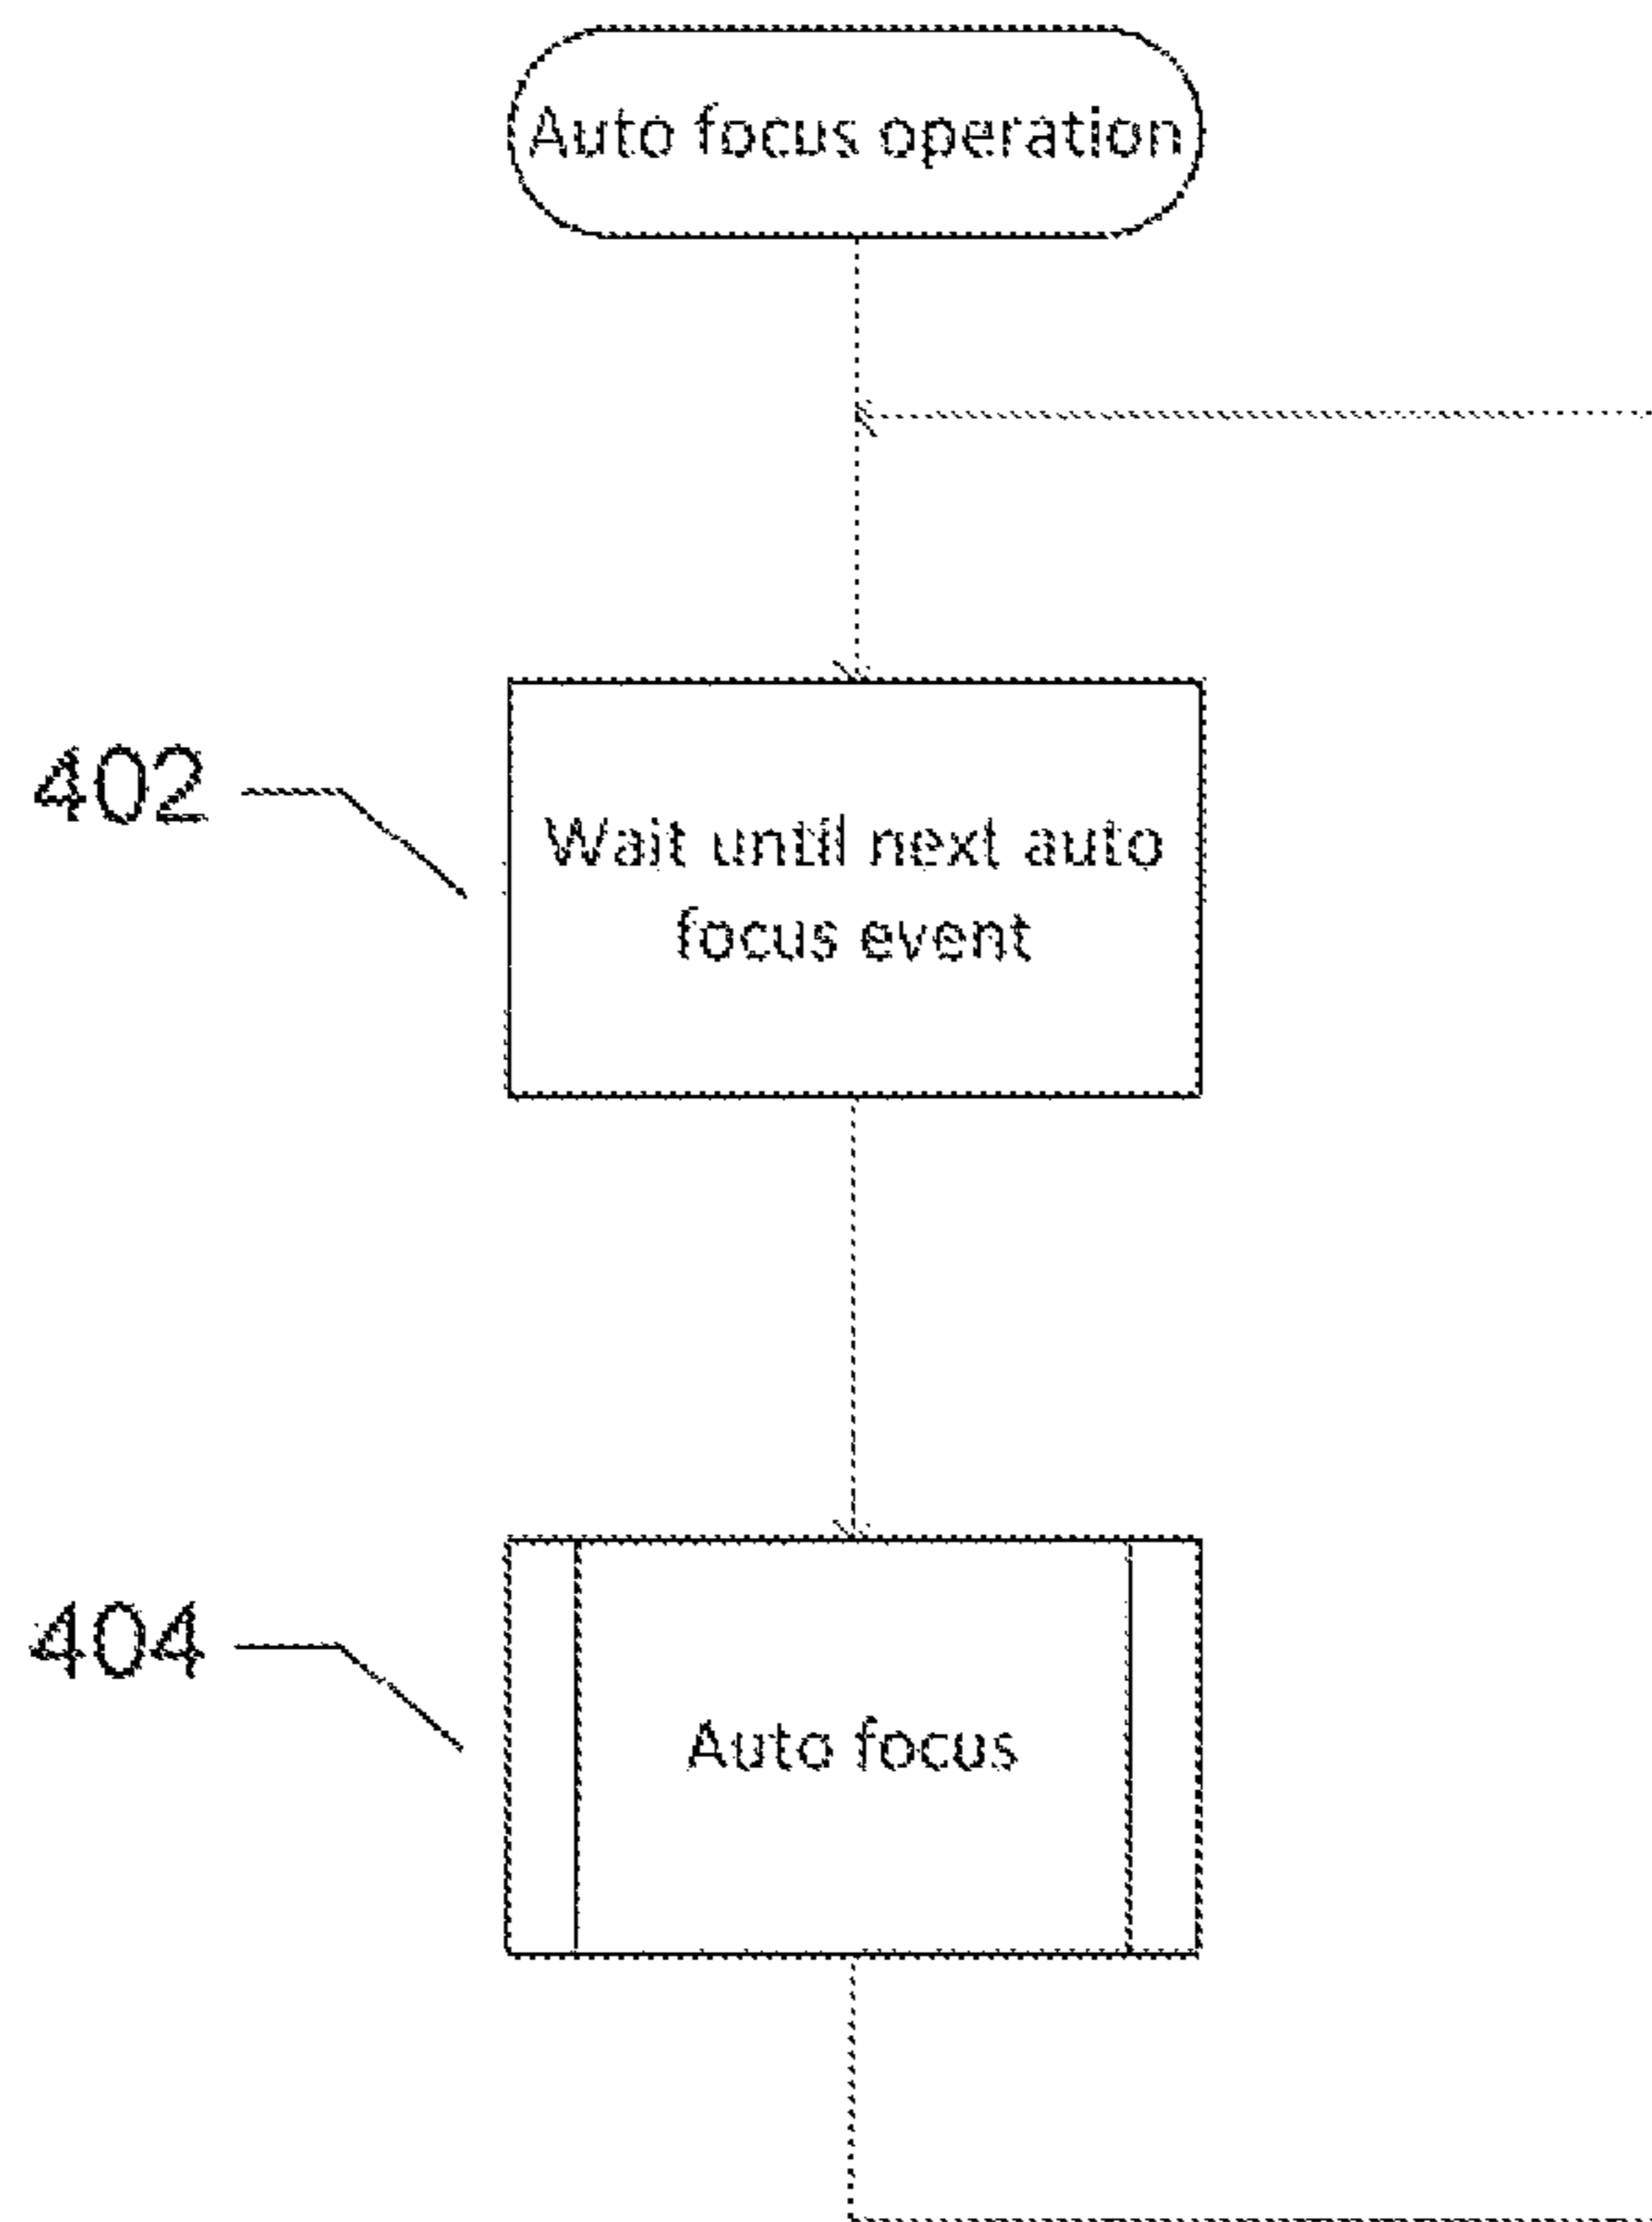 Auto focus operation
402
Wait until next auto
focus event
404
Auto focus